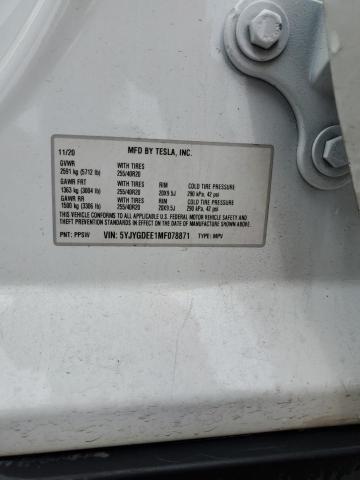 11/20 MFD BY TESLA, INC.
GVWR WITH TIRES
2591 kg (5712 lb) 255/40R20
GAWR FRT WITH TIRES RIM COLD TIRE PRESSURE
1363 kg (3004 lb) 255/40R20 20X9.5J 290 kPa, 42 psi
GAWR RR WITH TIRES RIM COLD TIRE PRESSURE
1500 kg (3306 lb) 255/40R20 20X9.5J 290 kPa, 42 psi
THIS VEHICLE CONFORMS TO ALL APPLICABLE U.S. FEDERAL MOTOR VEHICLE
SAFETY, BUMPER, AND THEFT PREVENTION STANDARDS IN EFFECT
ON THE DATE OF MANUFACTURE SHOWN ABOVE.
PNT: PPSW VIN: 5YJYGDEE1MF078871 TYPE: MPV